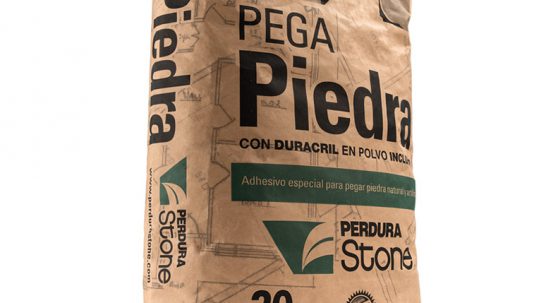 PEGA
Piedra
CON DURACRIL EN POLVO
Adhesivo especial para pegar piedra natural y
PERDURA
Stone
20
Piedra
PERDURA
Stone
www.perdurastone.com